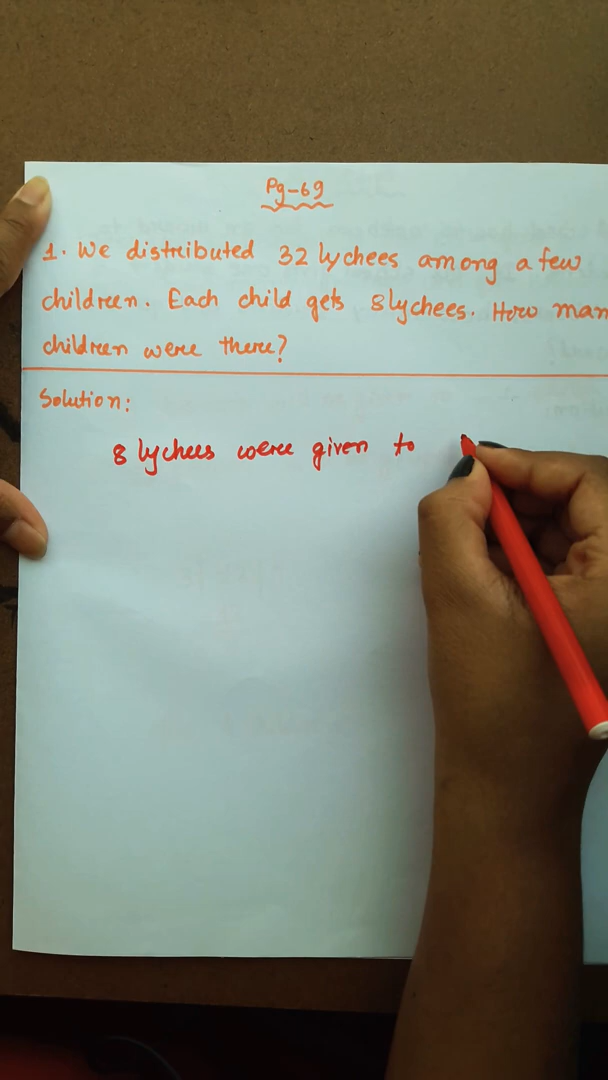 Pg-69
1. We distributed 32 lychees among a few
children. Each child gets 8 lychees. How man
children were there?
Solution:
8 lychees were given to